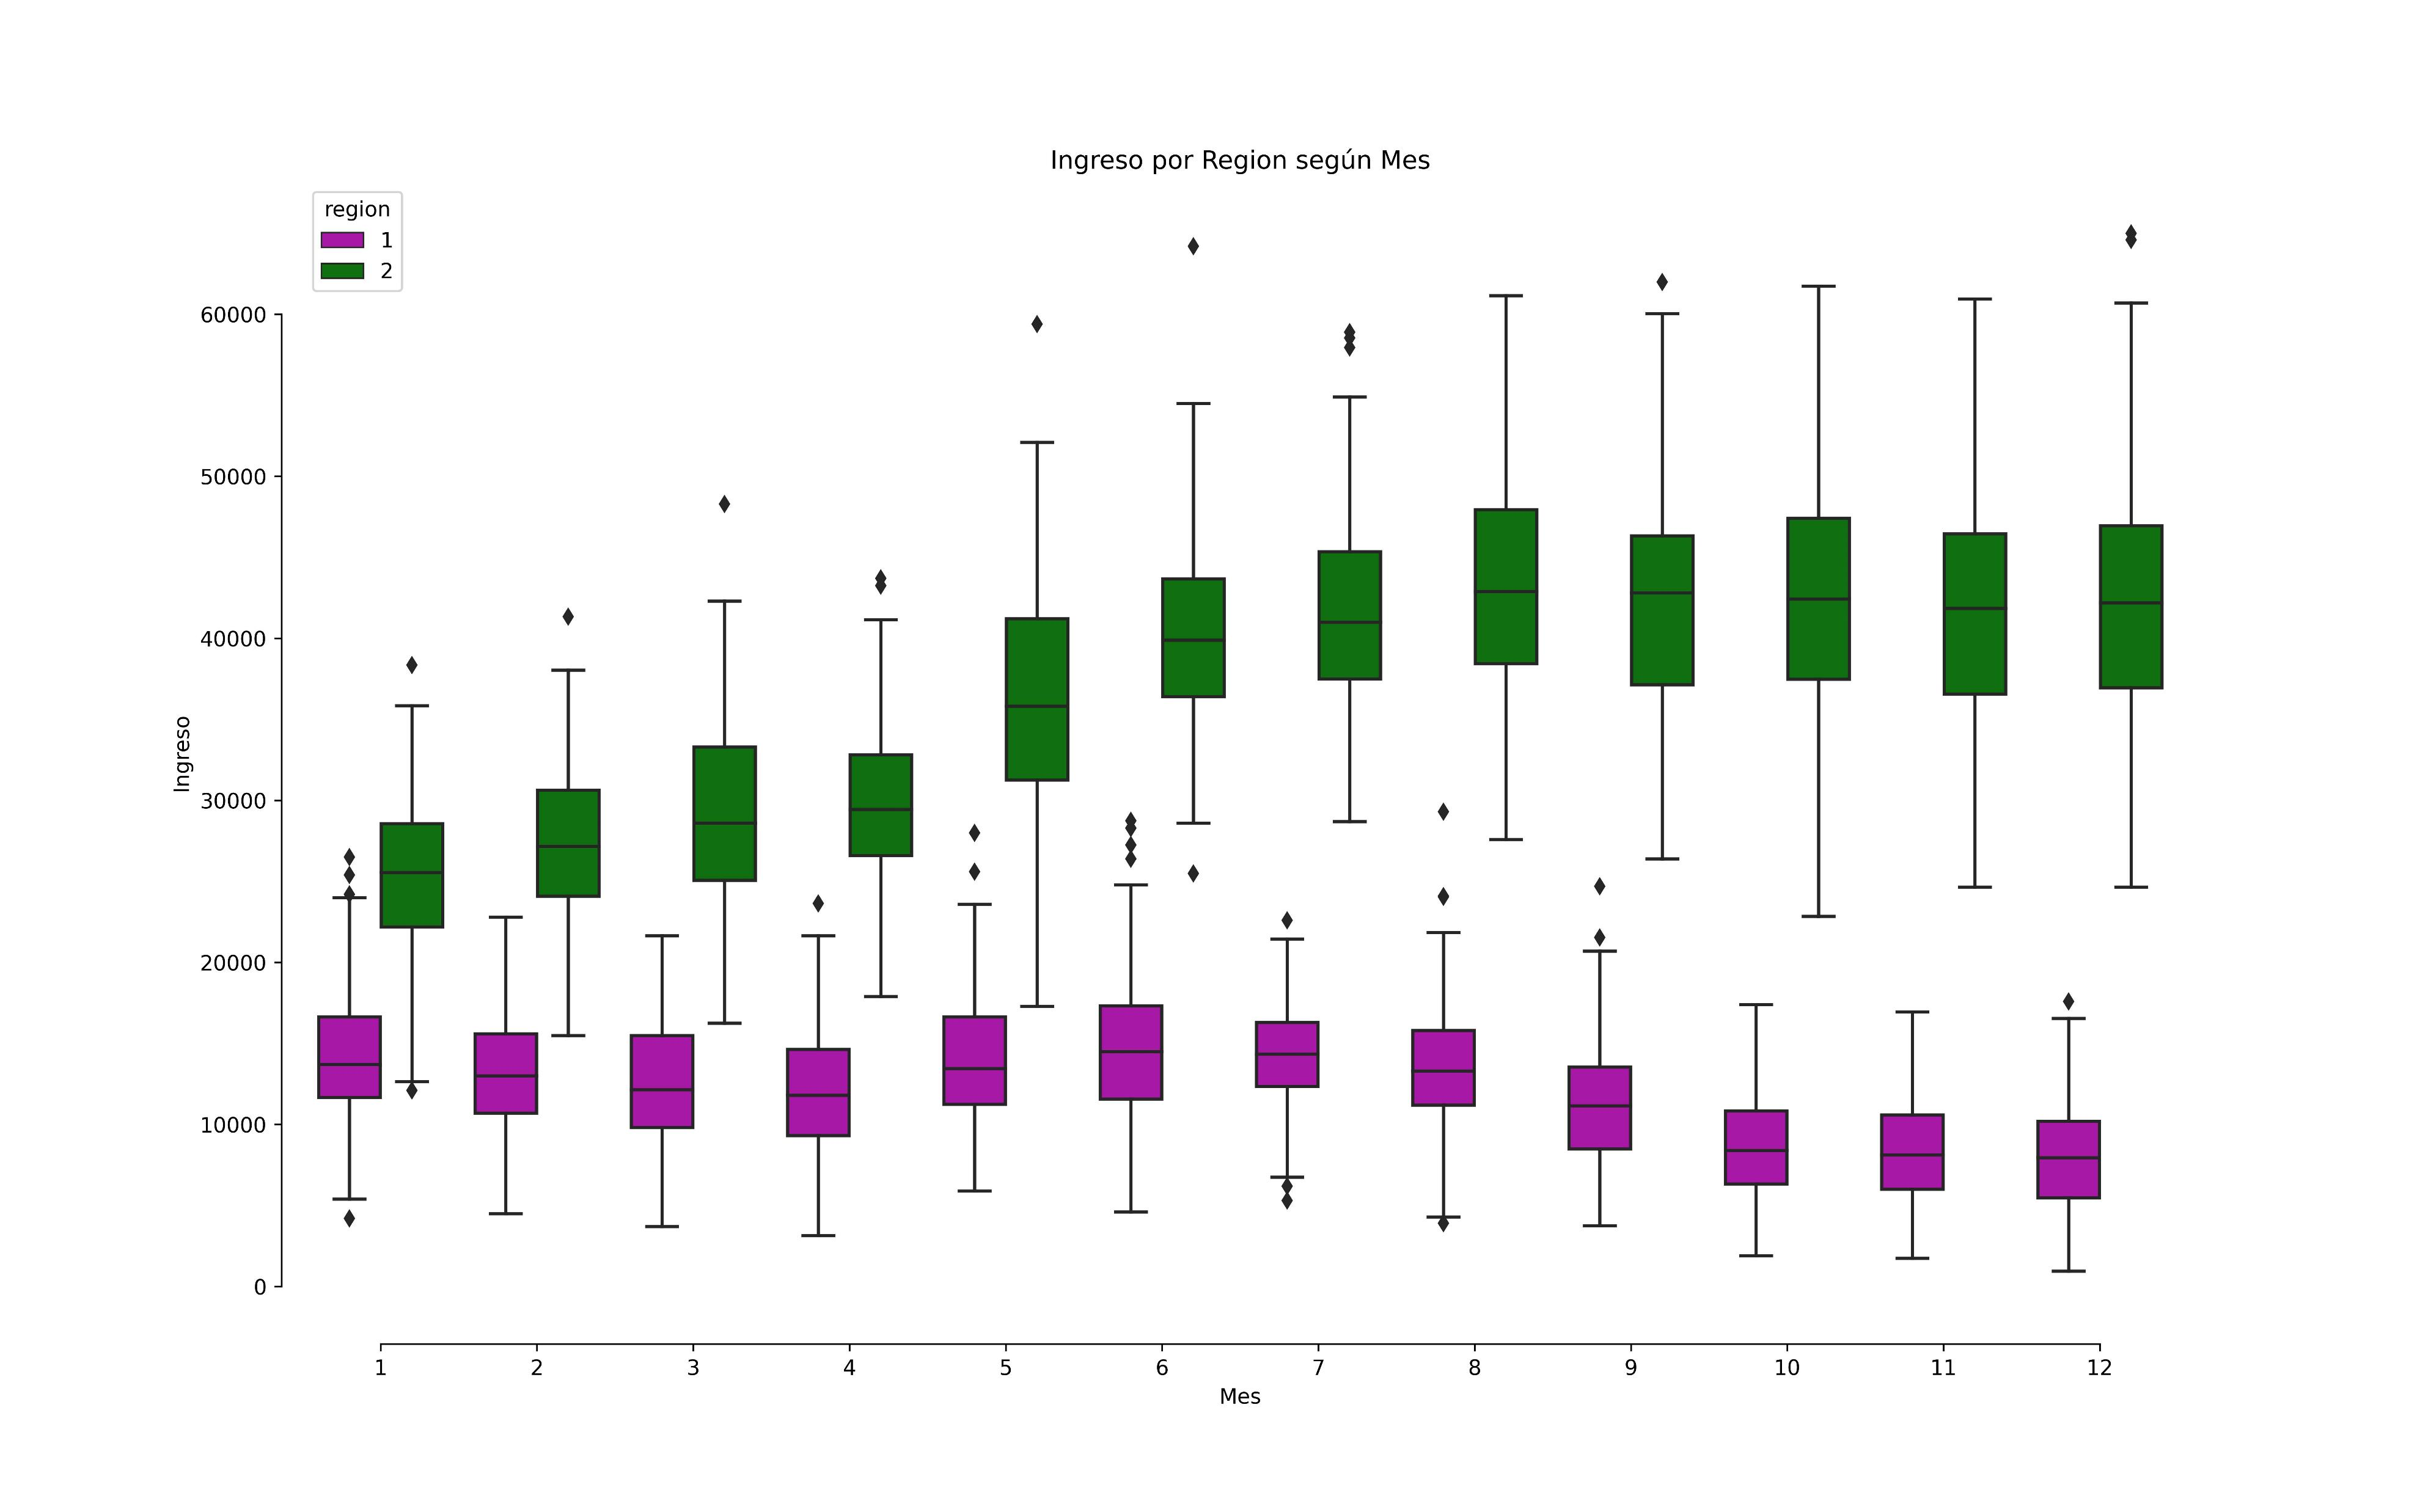 Ingreso por Region según Mes
region
1
2
60000
50000
40000
30000
20000
10000
0
Ingreso
1 2 3 4 5 6 7 8 9 10 11 12
Mes